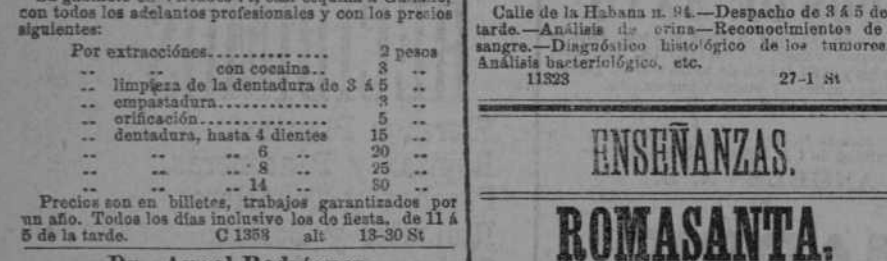 con todos los adelantos profesionales y con los precios
siguientes:
Por extracciónes.................. 2 pesos
.. .. con cocaina.. 3 ..
.. limpieza de la dentadura de 3 á 5 ..
.. empastadura.............. 3 ..
.. orificación................ 5 ..
.. dentadura, hasta 4 dientes 15 ..
.. .. .. 6 .. 20 ..
.. .. .. 8 .. 25 ..
.. .. .. 14 .. 30 ..
Precios son en billetes, trabajos garantizados por
un año. Todos los días inclusive los de fiesta, de 11 á
5 de la tarde. C 1358 alt 13-30 St
Calle de la Habana n. 94.—Despacho de 3 á 5 de
tarde.—Análisis de orina—Reconocimientos de
sangre.—Diagnóstico histológico de los tumores
Análisis bacteriológico, etc.
11323 27-1 St
ENSEÑANZAS.
ROMASANTA.